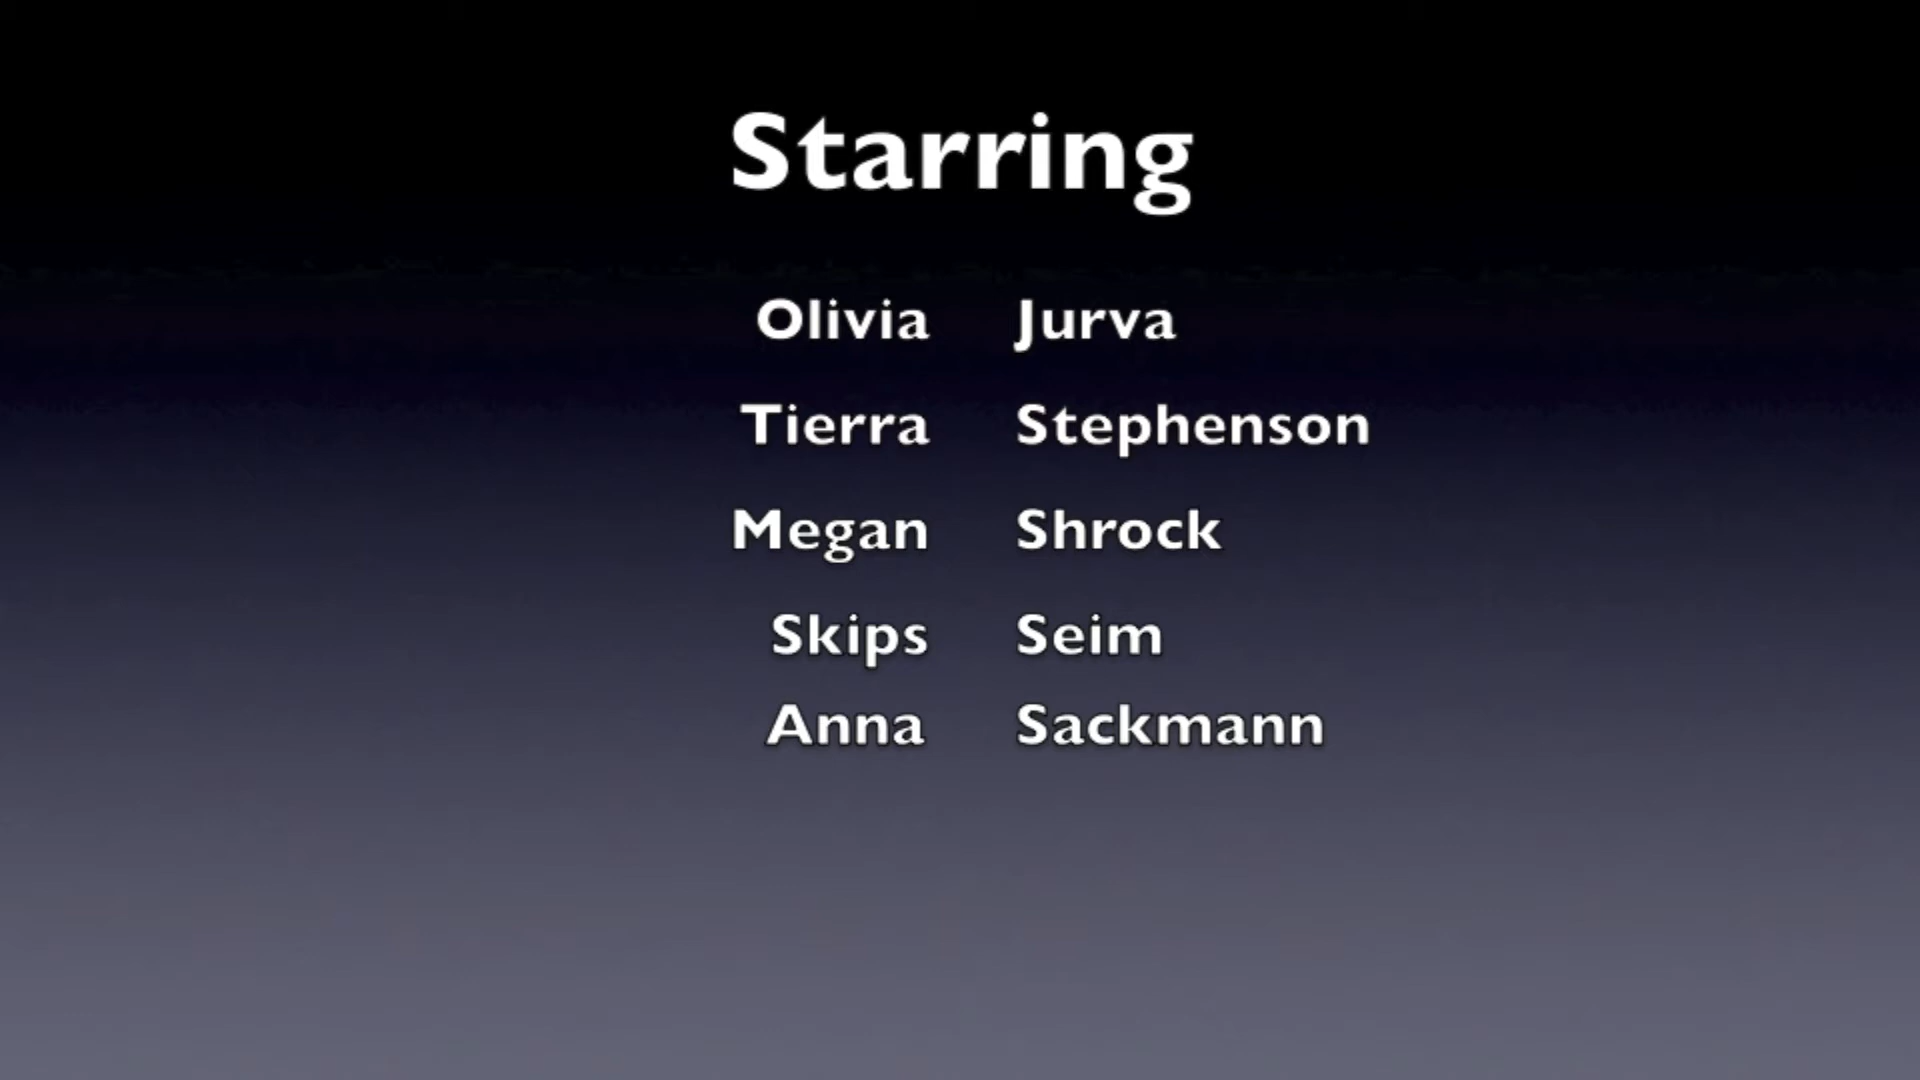 Starring
Olivia Jurva
Tierra Stephenson
Megan Shrock
Skips Seim
Anna Sackmann